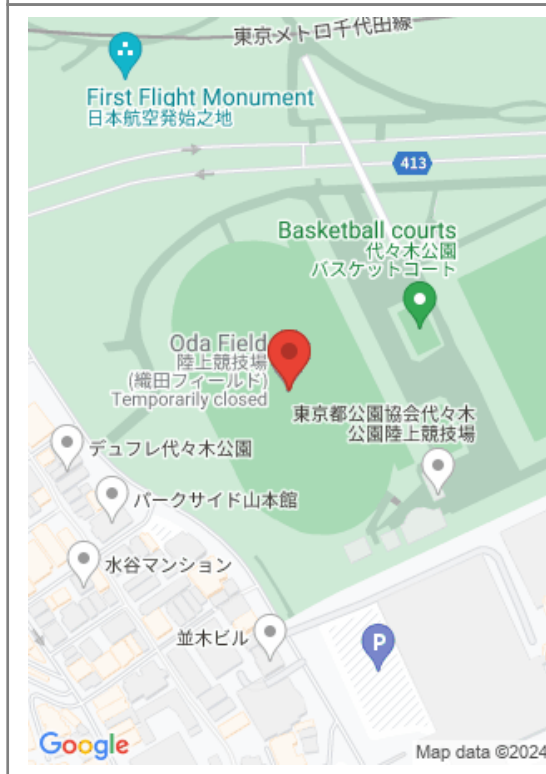 東京メトロ千代田線
First Flight Monument
日本航空発始之地
413
Basketball courts
代々木公園
バスケットコート
Oda Field
陸上競技場
(織田フィールド)
Temporarily closed
東京都公園協会代々木
公園陸上競技場
デュフレ代々木公園
パークサイド山本館
水谷マンション
並木ビル
P
Google
Map data ©2024